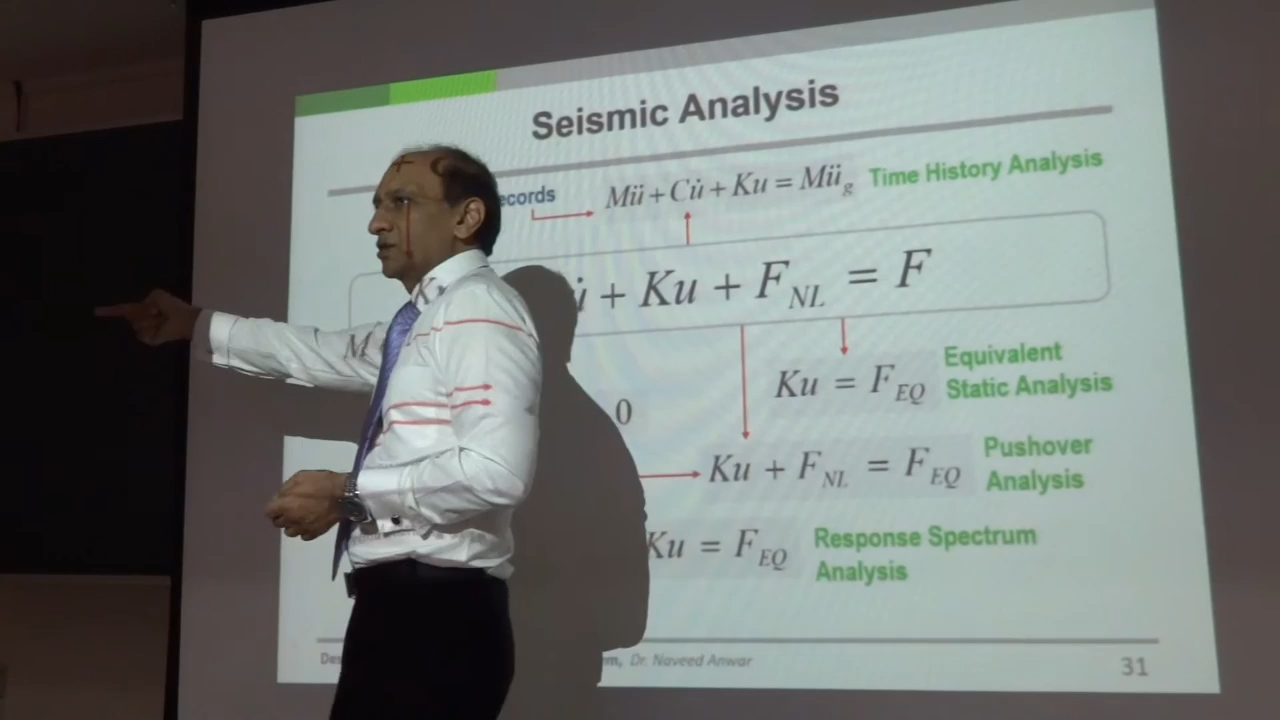 Seismic Analysis
ecords
Mü + Cu̇ + Ku = Mü_g Time History Analysis
u̇ + Ku + F_NL = F
Ku = F_EQ
Equivalent
Static Analysis
0
Ku + F_NL = F_EQ
Pushover
Analysis
Ku = F_EQ
Response Spectrum
Analysis
Dr. Naveed Anwar
31